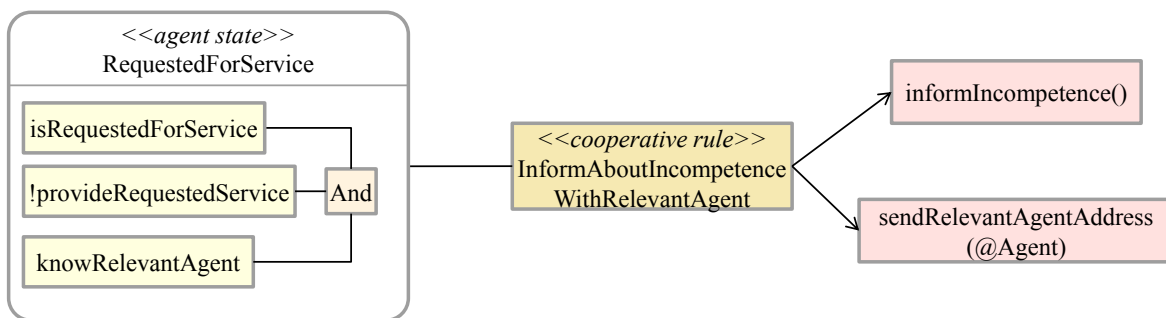 <<agent state>>
RequestedForService
isRequestedForService
!provideRequestedService
And
knowRelevantAgent
<<cooperative rule>>
InformAboutIncompetence
WithRelevantAgent
informIncompetence()
sendRelevantAgentAddress
(@Agent)